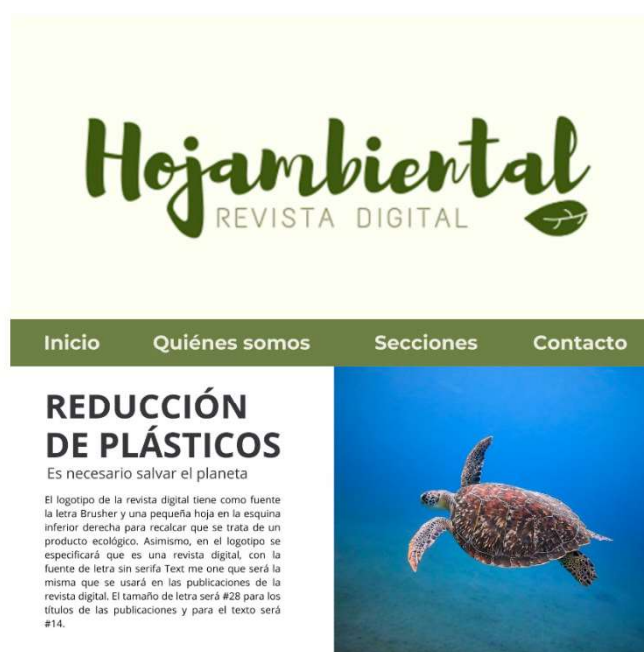 Hojambiental
REVISTA DIGITAL
Inicio Quiénes somos Secciones Contacto
REDUCCIÓN
DE PLÁSTICOS
Es necesario salvar el planeta
El logotipo de la revista digital tiene como fuente
la letra Brusher y una pequeña hoja en la esquina
inferior derecha para recalcar que se trata de un
producto ecológico. Asimismo, en el logotipo se
especificará que es una revista digital, con la
fuente de letra sin serifa Text me one que será la
misma que se usará en las publicaciones de la
revista digital. El tamaño de letra será #28 para los
títulos de las publicaciones y para el texto será
#14.